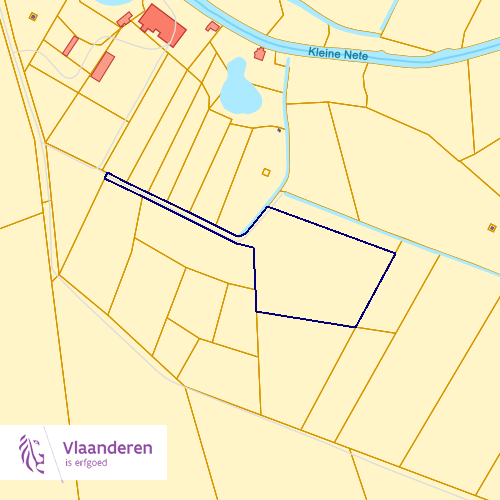 Kleine Nete
Vlaanderen
is erfgoed